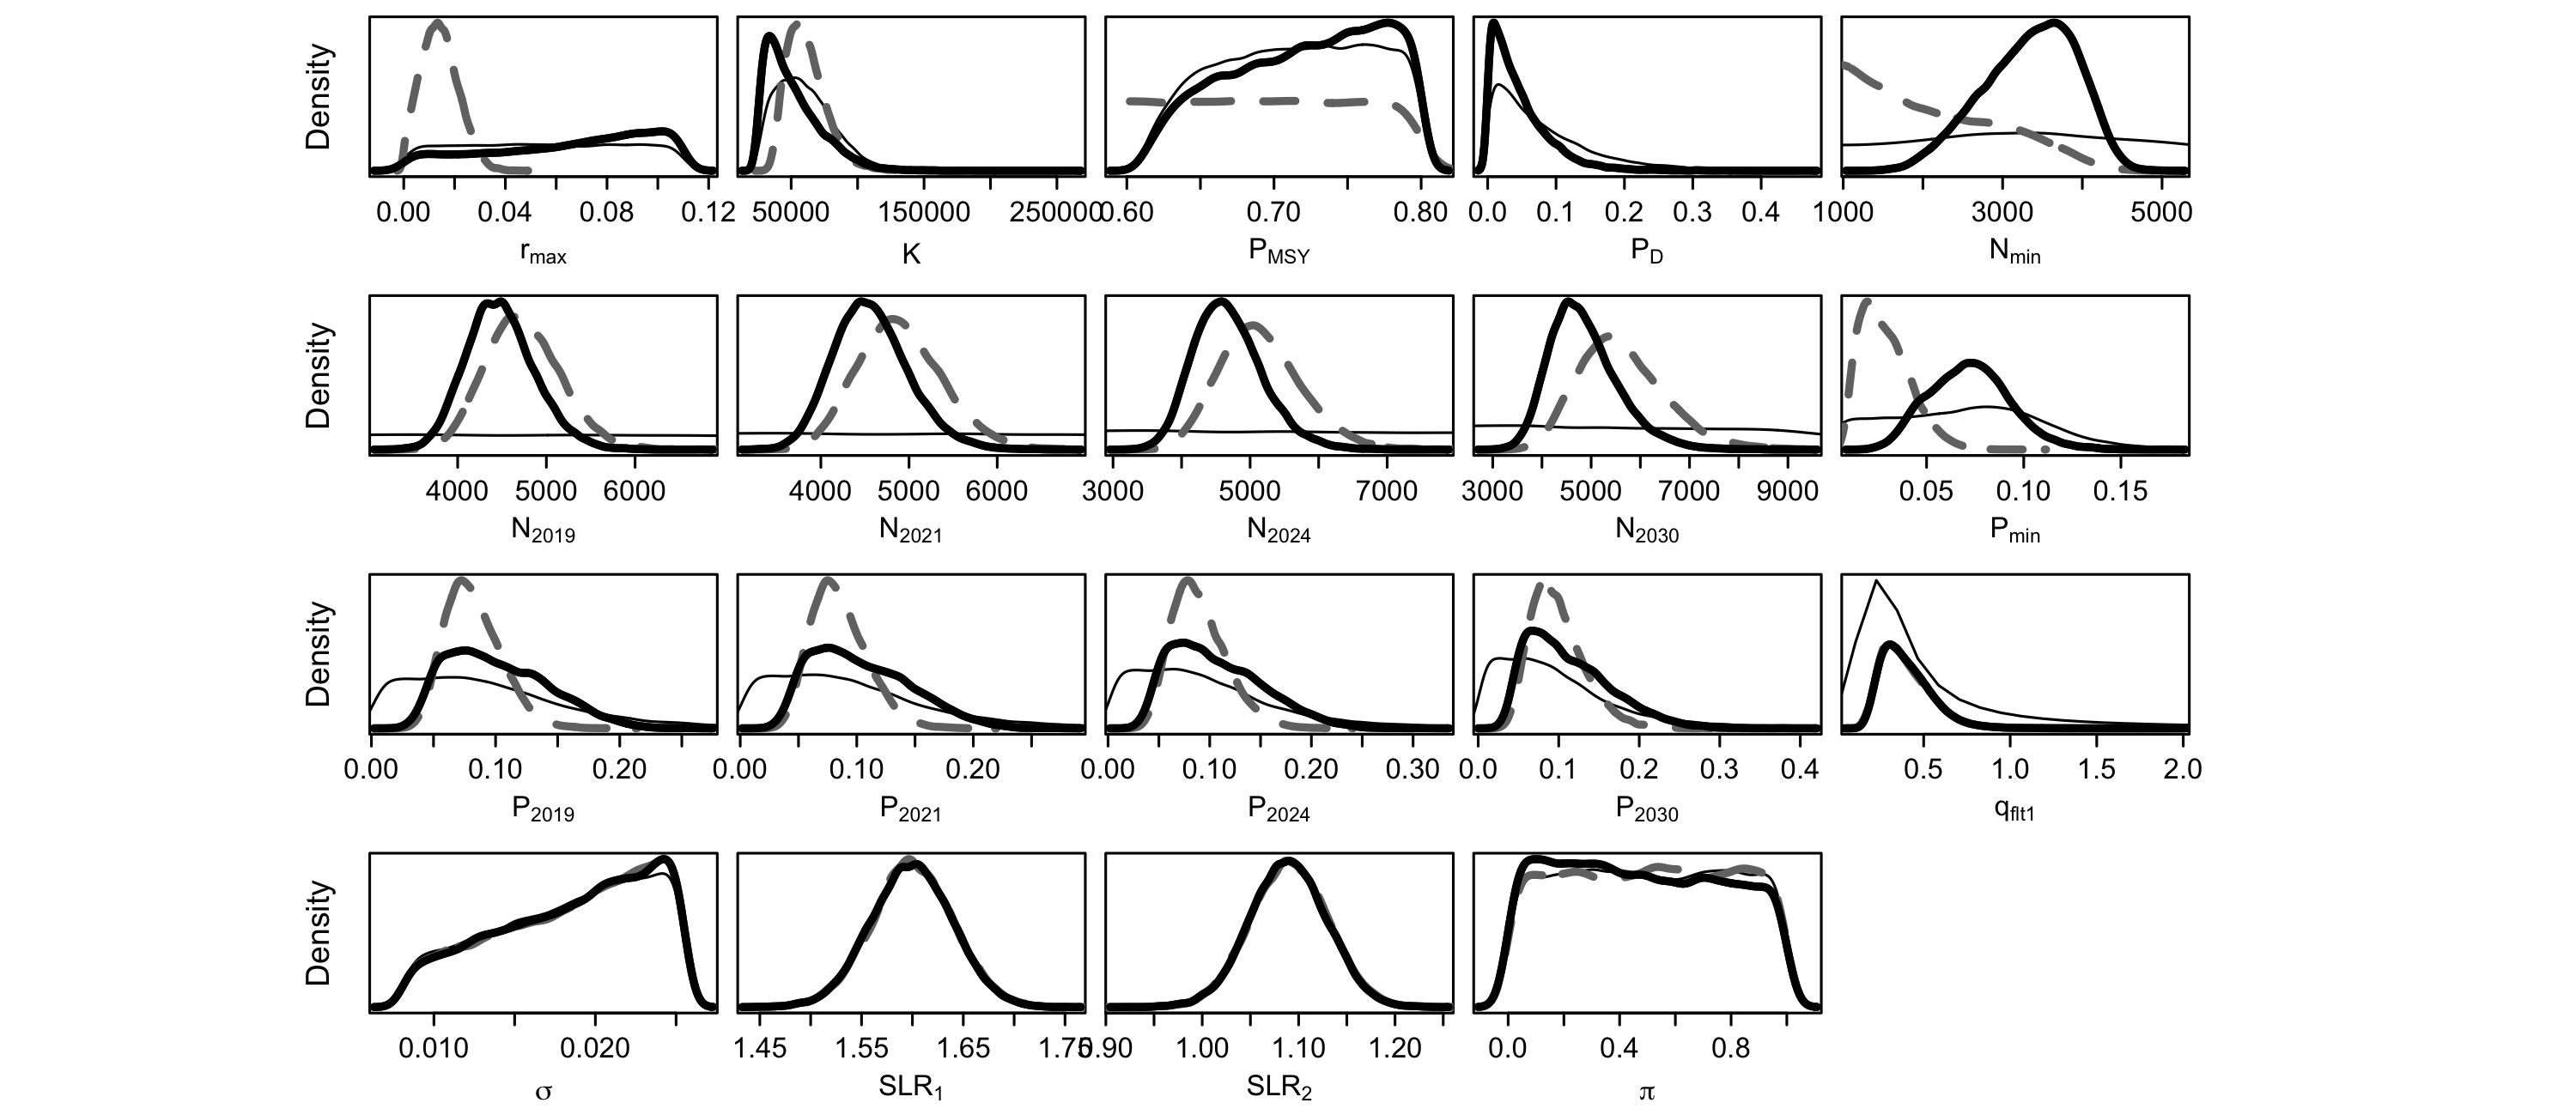 Density
0.00 0.04 0.08 0.12 50000 150000 250000 0.60 0.70 0.80 0.0 0.1 0.2 0.3 0.4 1000 3000 5000
rmax K PMSY PD Nmin
Density
4000 5000 6000 4000 5000 6000 3000 5000 7000 3000 5000 7000 9000 0.05 0.10 0.15
N2019 N2021 N2024 N2030 Pmin
Density
0.00 0.10 0.20 0.00 0.10 0.20 0.00 0.10 0.20 0.30 0.0 0.1 0.2 0.3 0.4 0.5 1.0 1.5 2.0
P2019 P2021 P2024 P2030 qflt1
Density
0.010 0.020 1.45 1.55 1.65 1.75 0.90 1.00 1.10 1.20 0.0 0.4 0.8
σ SLR1 SLR2 π